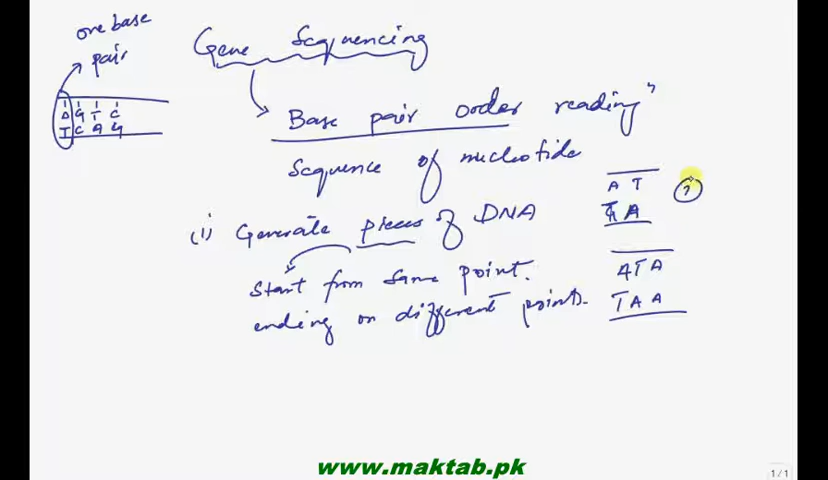 one base
pair
Gene Sequencing
A G T C
T C A G
Base pair order reading"
Sequence of nucleotide
(1) Generate pieces of DNA
Start from same point.
ending on different points.
A T
A
?
A T A
T A A
www.maktab.pk
1/1